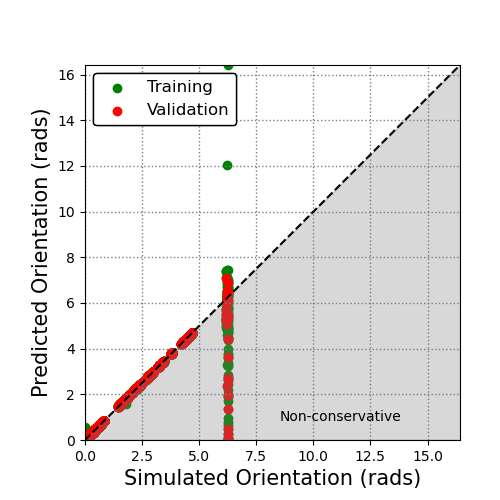 16
14
12
10
8
6
4
2
0
0.0 2.5 5.0 7.5 10.0 12.5 15.0
Predicted Orientation (rads)
Simulated Orientation (rads)
Training
Validation
Non-conservative